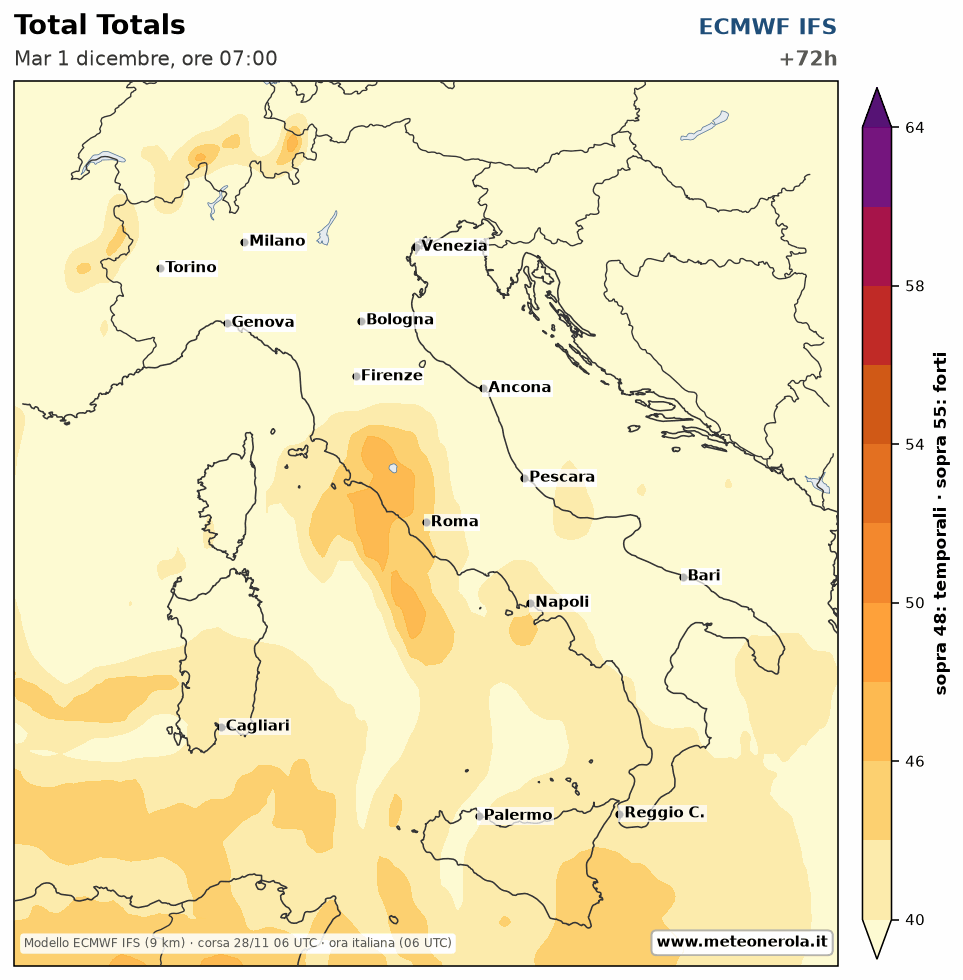 Total Totals
ECMWF IFS
Mar 1 dicembre, ore 07:00
+72h
Milano
Venezia
Torino
Genova
Bologna
Firenze
Ancona
Pescara
Roma
Bari
Napoli
Cagliari
Palermo
Reggio C.
64
58
54
50
46
40
sopra 48: temporali · sopra 55: forti
Modello ECMWF IFS (9 km) · corsa 28/11 06 UTC · ora italiana (06 UTC)
www.meteonerola.it